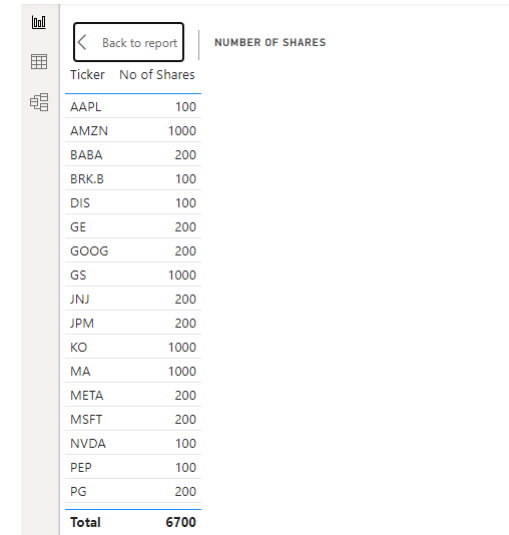 Back to report NUMBER OF SHARES
Ticker No of Shares
AAPL 100
AMZN 1000
BABA 200
BRK.B 100
DIS 100
GE 200
GOOG 200
GS 1000
JNJ 200
JPM 200
KO 1000
MA 1000
META 200
MSFT 200
NVDA 100
PEP 100
PG 200
Total 6700